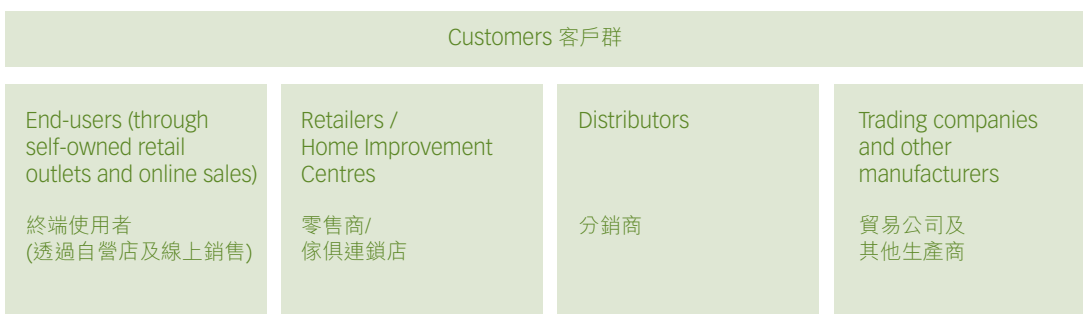 Customers 客戶群
End-users (through
self-owned retail
outlets and online sales)
終端使用者
(透過自營店及線上銷售)
Retailers /
Home Improvement
Centres
零售商/
傢俱連鎖店
Distributors
分銷商
Trading companies
and other
manufacturers
貿易公司及
其他生產商